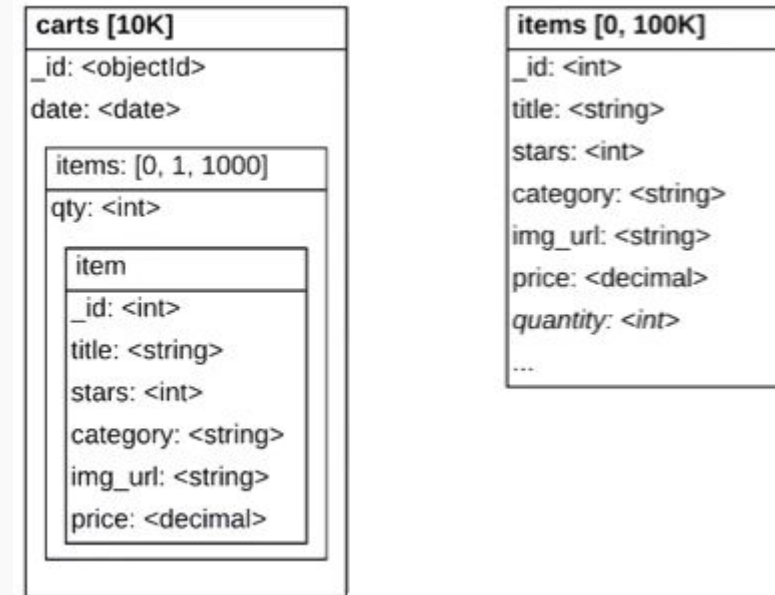 carts [10K]
_id: <objectId>
date: <date>
items: [0, 1, 1000]
qty: <int>
item
_id: <int>
title: <string>
stars: <int>
category: <string>
img_url: <string>
price: <decimal>
items [0, 100K]
_id: <int>
title: <string>
stars: <int>
category: <string>
img_url: <string>
price: <decimal>
quantity: <int>
...